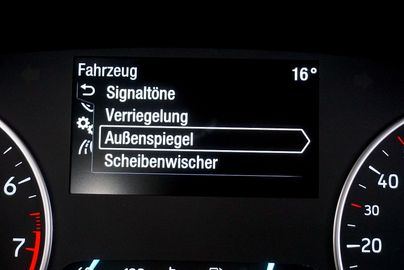 Fahrzeug 16°
Signaltöne
Verriegelung
Außenspiegel
Scheibenwischer
6
7
40
30
20